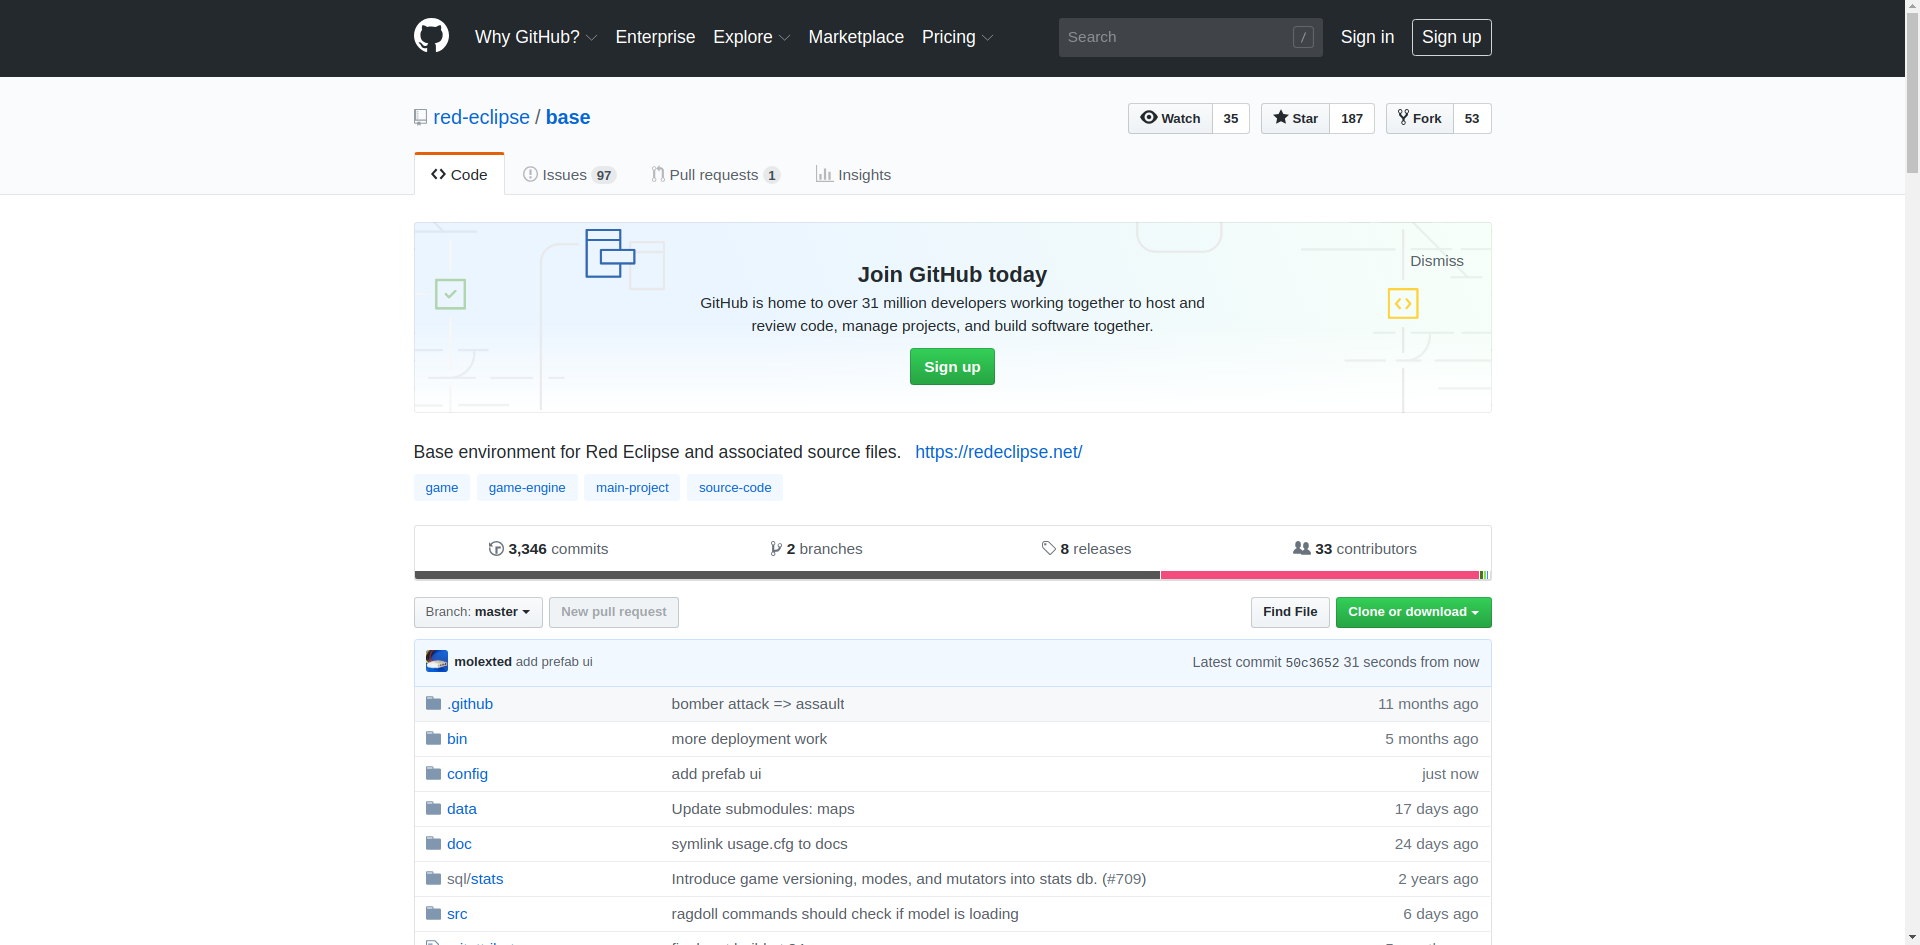 Why GitHub? Enterprise Explore Marketplace Pricing Search / Sign in Sign up
red-eclipse / base Watch 35 Star 187 Fork 53
Code Issues 97 Pull requests 1 Insights
Dismiss
Join GitHub today
GitHub is home to over 31 million developers working together to host and
review code, manage projects, and build software together.
Sign up
Base environment for Red Eclipse and associated source files. https://redeclipse.net/
game game-engine main-project source-code
3,346 commits 2 branches 8 releases 33 contributors
Branch: master New pull request Find File Clone or download
molexted add prefab ui Latest commit 50c3652 31 seconds from now
.github bomber attack => assault 11 months ago
bin more deployment work 5 months ago
config add prefab ui just now
data Update submodules: maps 17 days ago
doc symlink usage.cfg to docs 24 days ago
sql/stats Introduce game versioning, modes, and mutators into stats db. (#709) 2 years ago
src ragdoll commands should check if model is loading 6 days ago